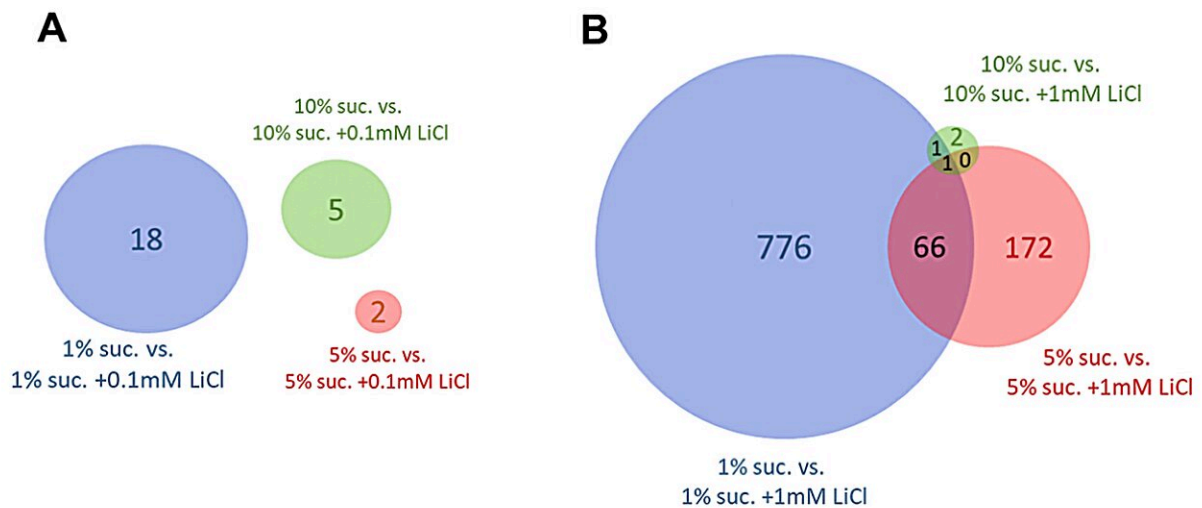 A
10% suc. vs.
10% suc. +0.1mM LiCl
18
5
2
1% suc. vs.
1% suc. +0.1mM LiCl
5% suc. vs.
5% suc. +0.1mM LiCl
B
10% suc. vs.
10% suc. +1mM LiCl
2
1
1 0
776
66
172
5% suc. vs.
5% suc. +1mM LiCl
1% suc. vs.
1% suc. +1mM LiCl